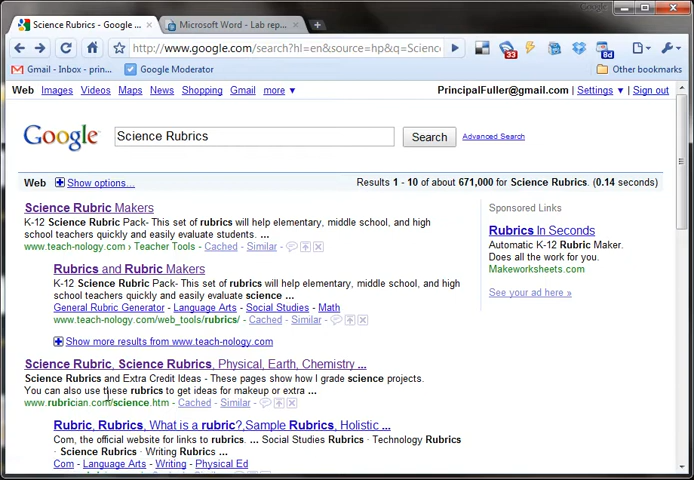 Google
Science Rubrics - Google ...
Microsoft Word - Lab rep...
http://www.google.com/search?hl=en&source=hp&q=Scienc
33
8d
Gmail - Inbox - prin...
Google Moderator
Other bookmarks
Web Images Videos Maps News Shopping Gmail more ▼
PrincipalFuller@gmail.com | Settings ▼ | Sign out
Google
Science Rubrics
Search
Advanced Search
Web Show options...
Results 1 - 10 of about 671,000 for Science Rubrics. (0.14 seconds)
Science Rubric Makers
K-12 Science Rubric Pack- This set of rubrics will help elementary, middle school, and high
school teachers quickly and easily evaluate students. ...
www.teach-nology.com › Teacher Tools - Cached - Similar -
Rubrics and Rubric Makers
K-12 Science Rubric Pack- This set of rubrics will help elementary, middle school, and high
school teachers quickly and easily evaluate science ...
General Rubric Generator - Language Arts - Social Studies - Math
www.teach-nology.com/web_tools/rubrics/ - Cached - Similar -
Show more results from www.teach-nology.com
Science Rubric, Science Rubrics, Physical, Earth, Chemistry ...
Science Rubrics and Extra Credit Ideas - These pages show how I grade science projects.
You can also use these rubrics to get ideas for makeup or extra ...
www.rubrician.com/science.htm - Cached - Similar -
Rubric, Rubrics, What is a rubric?,Sample Rubrics, Holistic ...
Com, the official website for links to rubrics. ... Social Studies Rubrics · Technology Rubrics
· Science Rubrics · Writing Rubrics ...
Com - Language Arts - Writing - Physical Ed
Sponsored Links
Rubrics In Seconds
Automatic K-12 Rubric Maker.
Does all the work for you.
Makeworksheets.com
See your ad here »